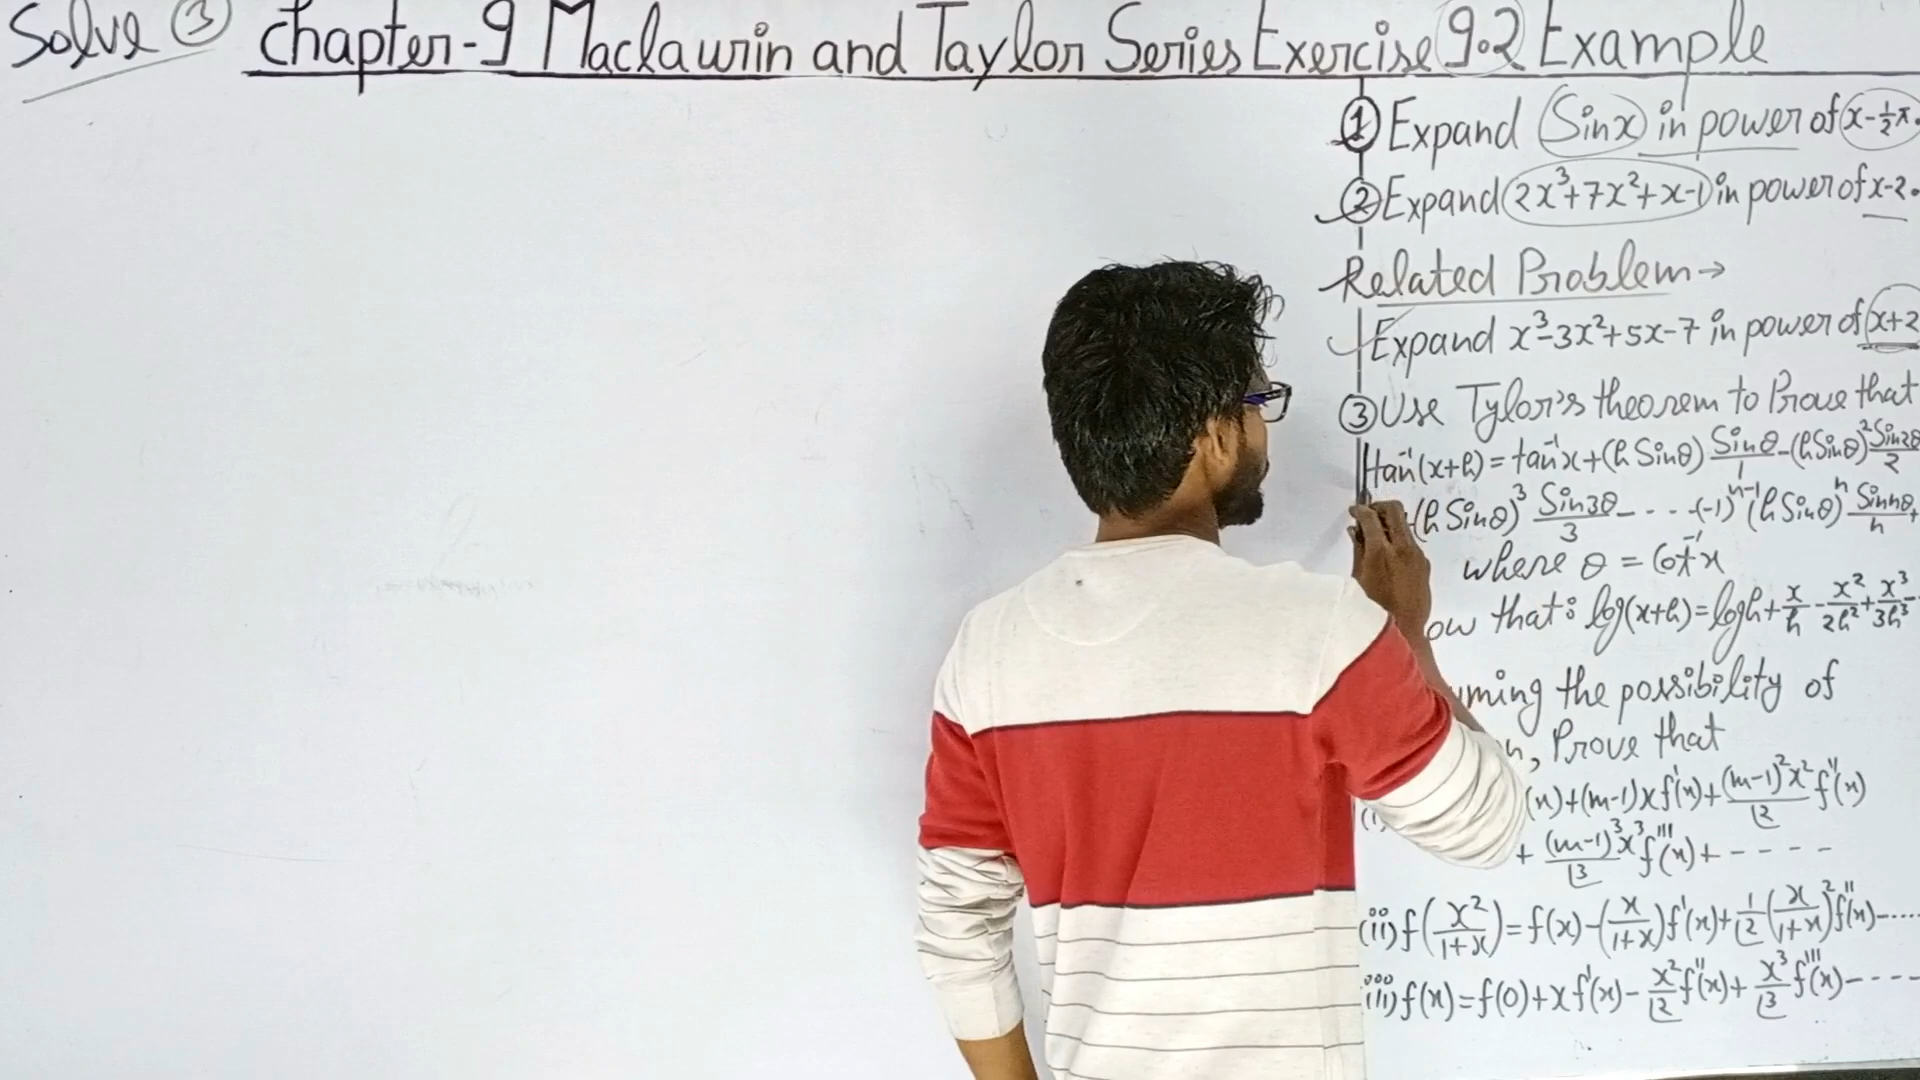 Solve ③ Chapter-9 Maclaurin and Taylor Series Exercise 9.2 Example
① Expand Sinx in power of x-½π.
② Expand 2x³+7x²+x-1 in power of x-2.
Related Problem→
Expand x³-3x²+5x-7 in power of x+2
③ Use Tylor's theorem to Prove that
tan⁻¹(x+h) = tan⁻¹x+(h Sinθ) Sinθ/1 -(hSinθ)² Sin2θ/2
(h Sinθ)³ Sin3θ/3 - - - - (-1)ⁿ⁻¹(h Sinθ)ⁿ Sinnθ/n +
where θ = Cot⁻¹x
ow that: log(x+h)=logh+x/h - x²/2h² + x³/3h³ -
uming the possibility of
n, Prove that
(x)+(m-1)xf'(x)+(m-1)²x²/⌊2 f''(x)
+ (m-1)³x³/⌊3 f'''(x)+ - - - -
(ii) f(x²/1+x)=f(x)-(x/1+x)f'(x)+1/⌊2 (x/1+x)² f''(x)-....
(iii) f(x)=f(0)+xf'(x)- x²/⌊2 f''(x)+ x³/⌊3 f'''(x)- - - -